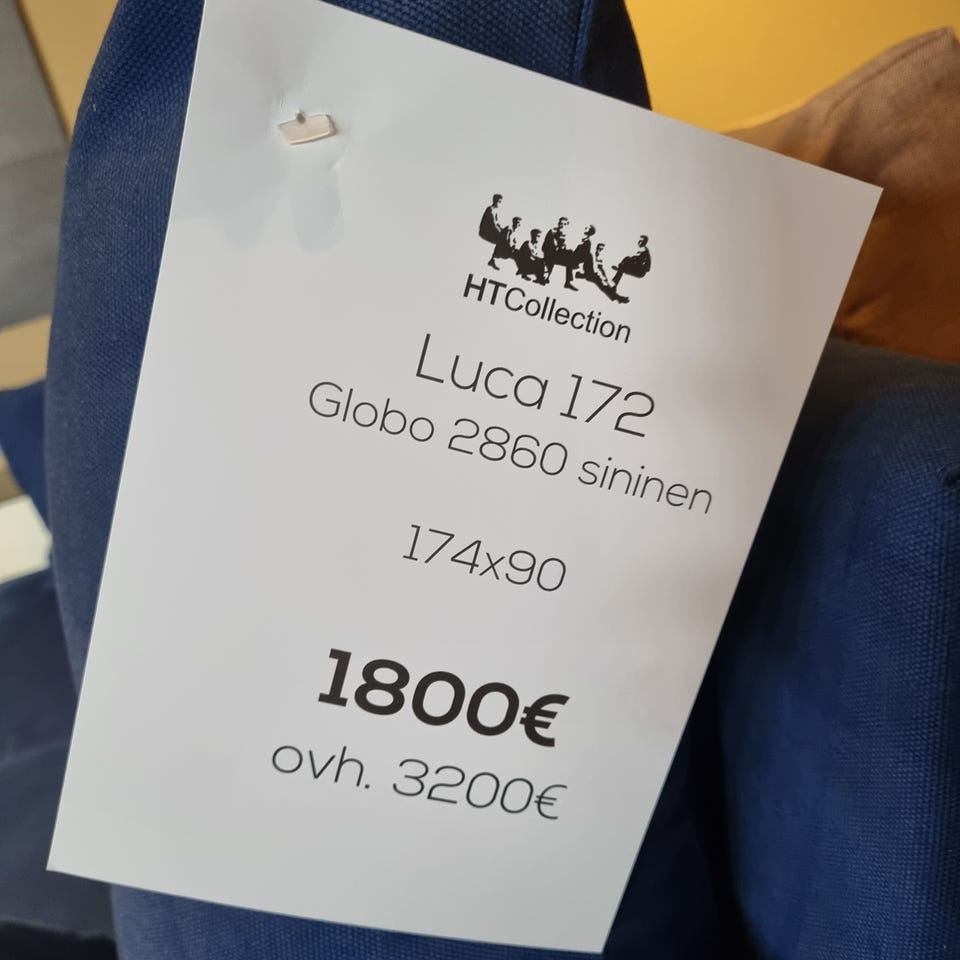 HTCollection
Luca 172
Globo 2860 sininen
174x90
1800€
ovh. 3200€